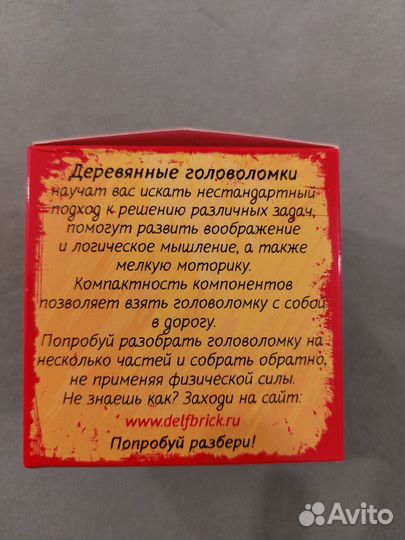 Деревянные головоломки
научат вас искать нестандартный
подход к решению различных задач,
помогут развить воображение
и логическое мышление, а также
мелкую моторику.
Компактность компонентов
позволяет взять головоломку с собой
в дорогу.
Попробуй разобрать головоломку на
несколько частей и собрать обратно,
не применяя физической силы.
Не знаешь как? Заходи на сайт:
www.delfbrick.ru
Попробуй разбери!
Avito